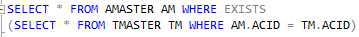 SELECT * FROM AMASTER AM WHERE EXISTS
(SELECT * FROM TMASTER TM WHERE AM.ACID = TM.ACID)